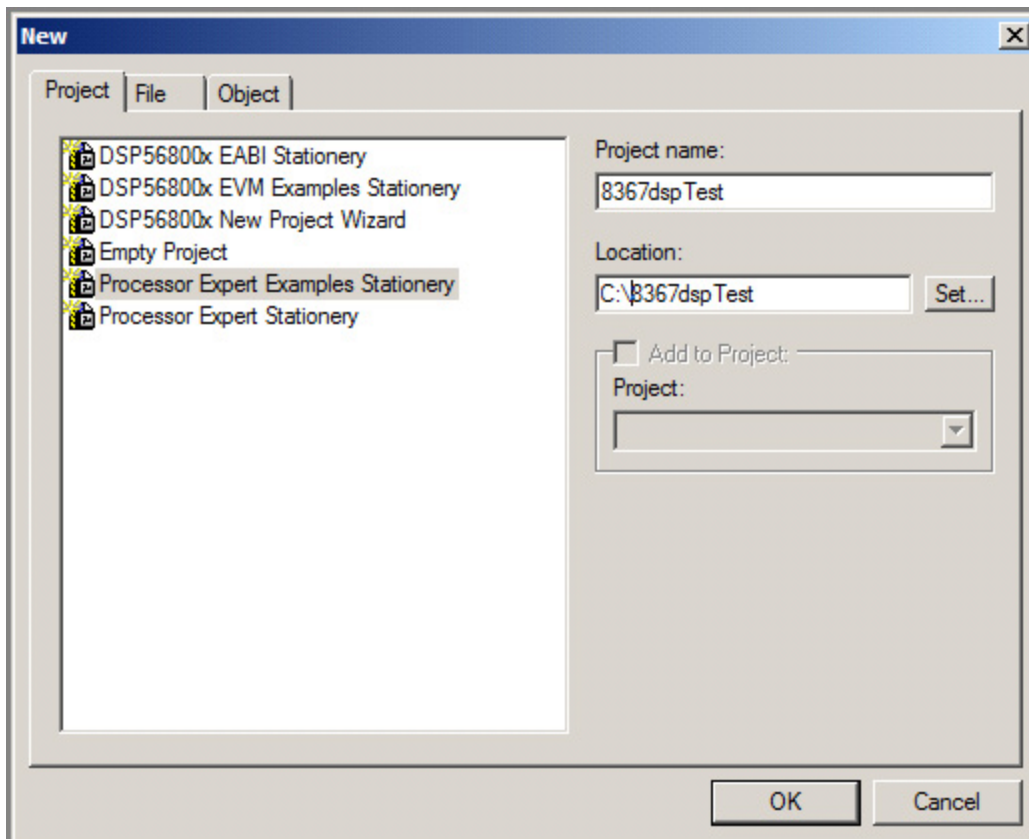 New
Project File Object
DSP56800x EABI Stationery
DSP56800x EVM Examples Stationery
DSP56800x New Project Wizard
Empty Project
Processor Expert Examples Stationery
Processor Expert Stationery
Project name:
8367dspTest
Location:
C:\8367dspTest Set...
Add to Project:
Project:
OK Cancel